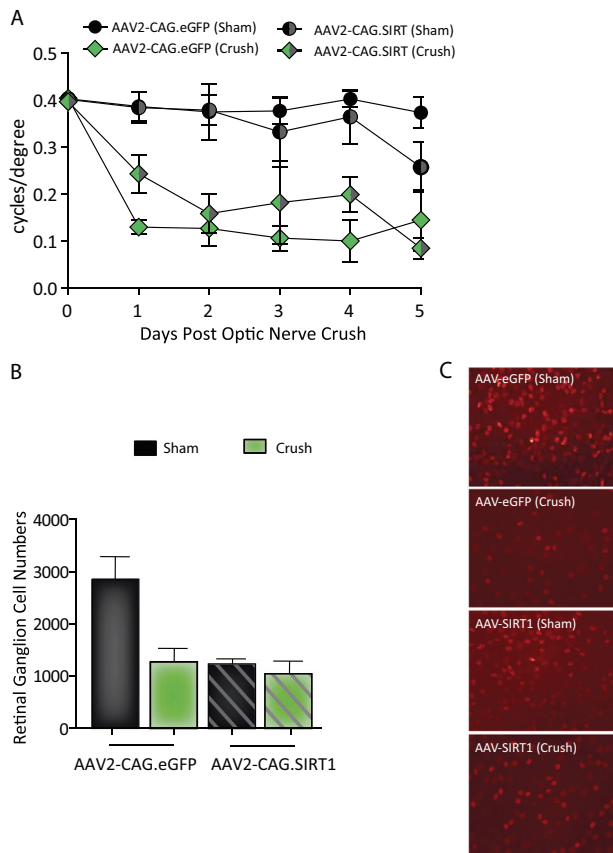 A
AAV2-CAG.eGFP (Sham)
AAV2-CAG.SIRT (Sham)
AAV2-CAG.eGFP (Crush)
AAV2-CAG.SIRT (Crush)
cycles/degree
0.5
0.4
0.3
0.2
0.1
0.0
0 1 2 3 4 5
Days Post Optic Nerve Crush
B
Sham
Crush
Retinal Ganglion Cell Numbers
4000
3000
2000
1000
0
AAV2-CAG.eGFP
AAV2-CAG.SIRT1
C
AAV-eGFP (Sham)
AAV-eGFP (Crush)
AAV-SIRT1 (Sham)
AAV-SIRT1 (Crush)